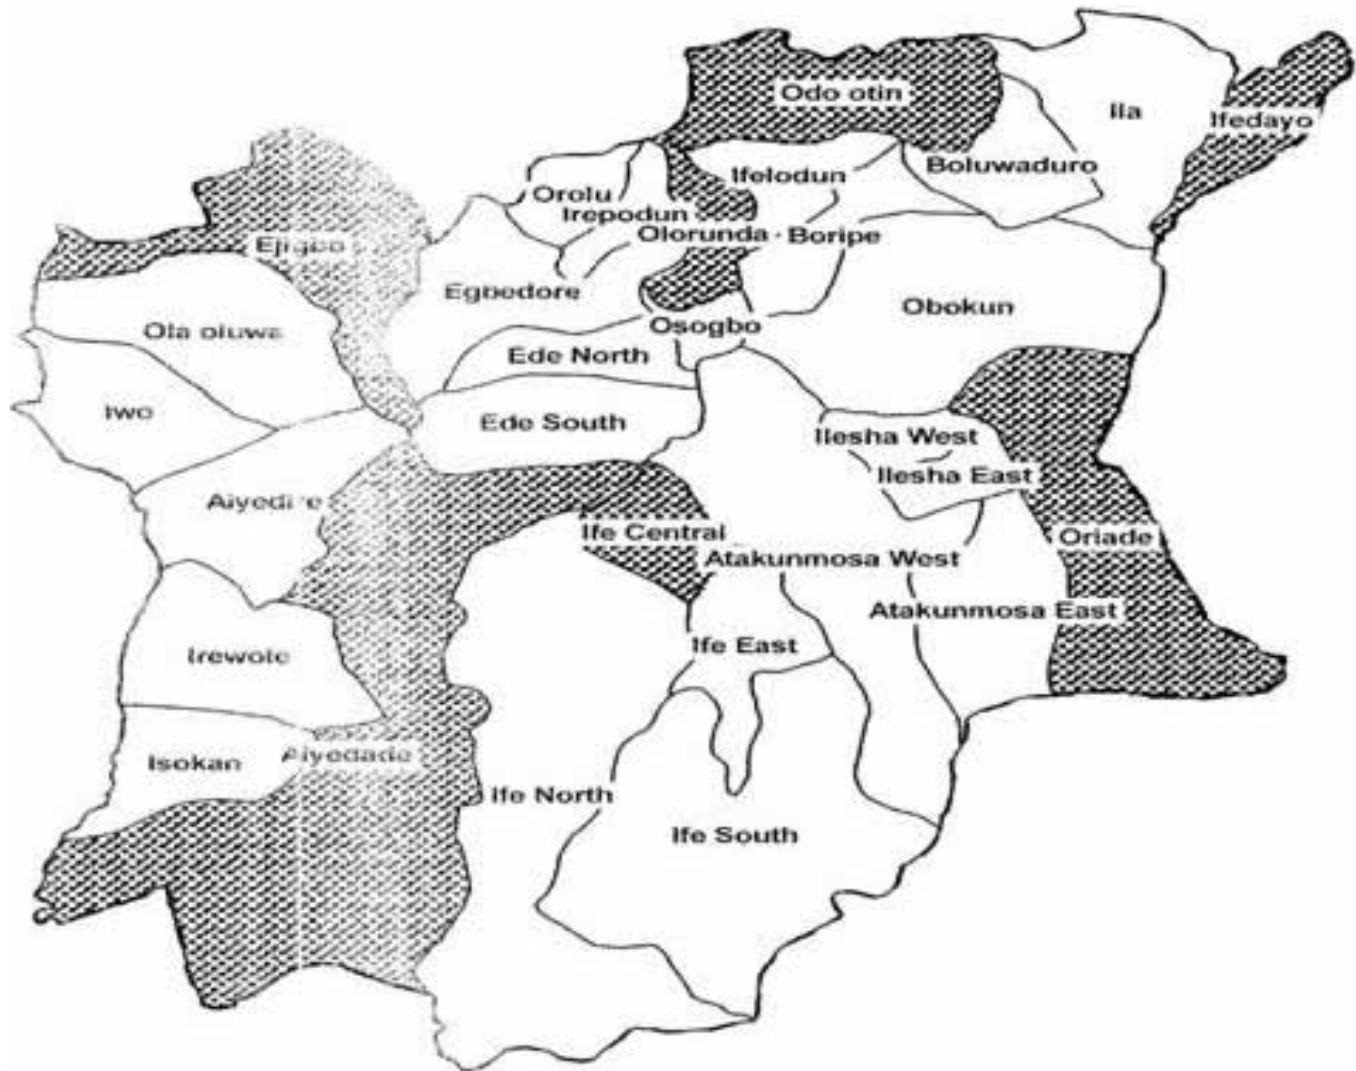 Odo otin
Ila
Ifedayo
Boluwaduro
Ifelodun
Orolu
Irepodun
Olorunda
Boripe
Ejigbo
Egbedore
Obokun
Ola oluwa
Osogbo
Ede North
Iwo
Ede South
Ilesha West
Ilesha East
Aiyedire
Ife Central
Oriade
Atakunmosa West
Atakunmosa East
Ife East
Irewole
Isokan
Aiyedade
Ife North
Ife South